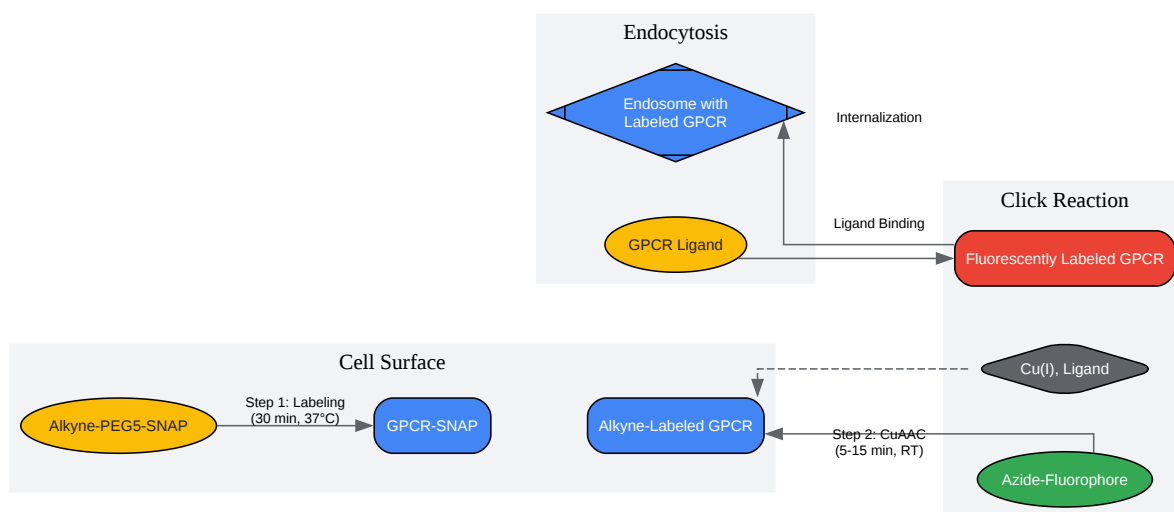 Endocytosis
Endosome with
Labeled GPCR
Internalization
Click Reaction
Ligand Binding
GPCR Ligand
Fluorescently Labeled GPCR
Cell Surface
Cu(I), Ligand
Step 1: Labeling
(30 min, 37°C)
Alkyne-PEG5-SNAP
GPCR-SNAP
Alkyne-Labeled GPCR
Step 2: CuAAC
(5-15 min, RT)
Azide-Fluorophore